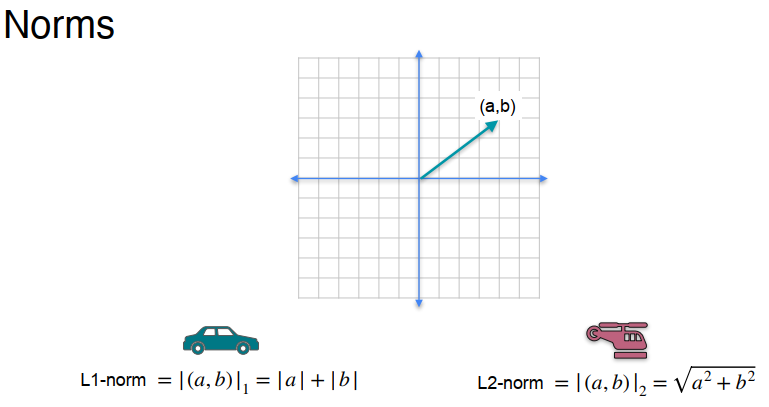 Norms
(a,b)
L1-norm = |(a, b)|₁ = |a| + |b|
L2-norm = |(a, b)|₂ = √a² + b²